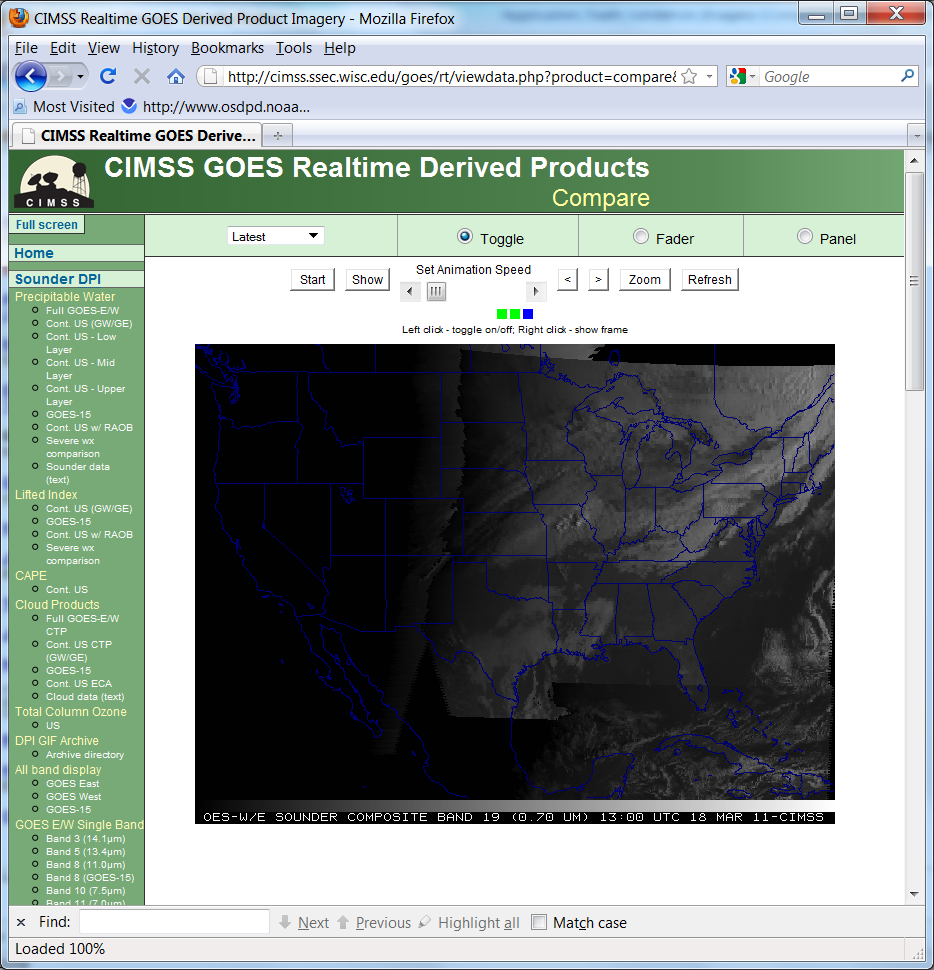 CIMSS Realtime GOES Derived Product Imagery - Mozilla Firefox
File Edit View History Bookmarks Tools Help
http://cimss.ssec.wisc.edu/goes/rt/viewdata.php?product=compare& Google
Most Visited http://www.osdpd.noaa...
CIMSS Realtime GOES Derive...
CIMSS
CIMSS GOES Realtime Derived Products
Compare
Full screen
Latest Toggle Fader Panel
Home
Sounder DPI
Precipitable Water
Full GOES-E/W
Cont. US (GW/GE)
Cont. US - Low
Layer
Cont. US - Mid
Layer
Cont. US - Upper
Layer
GOES-15
Cont. US w/ RAOB
Severe wx
comparison
Sounder data
(text)
Lifted Index
Cont. US (GW/GE)
GOES-15
Cont. US w/ RAOB
Severe wx
comparison
CAPE
Cont. US
Cloud Products
Full GOES-E/W
CTP
Cont. US CTP
(GW/GE)
GOES-15
Cont. US ECA
Cloud data (text)
Total Column Ozone
US
DPI GIF Archive
Archive directory
All band display
GOES East
GOES West
GOES-15
GOES E/W Single Band
Band 3 (14.1µm)
Band 5 (13.4µm)
Band 8 (11.0µm)
Band 8 (GOES-15)
Band 10 (7.5µm)
Band 11 (7.0µm)
Start Show Set Animation Speed < > Zoom Refresh
Left click - toggle on/off; Right click - show frame
OES-W/E SOUNDER COMPOSITE BAND 19 (0.70 UM) 13:00 UTC 18 MAR 11-CIMSS
× Find: Next Previous Highlight all Match case
Loaded 100%